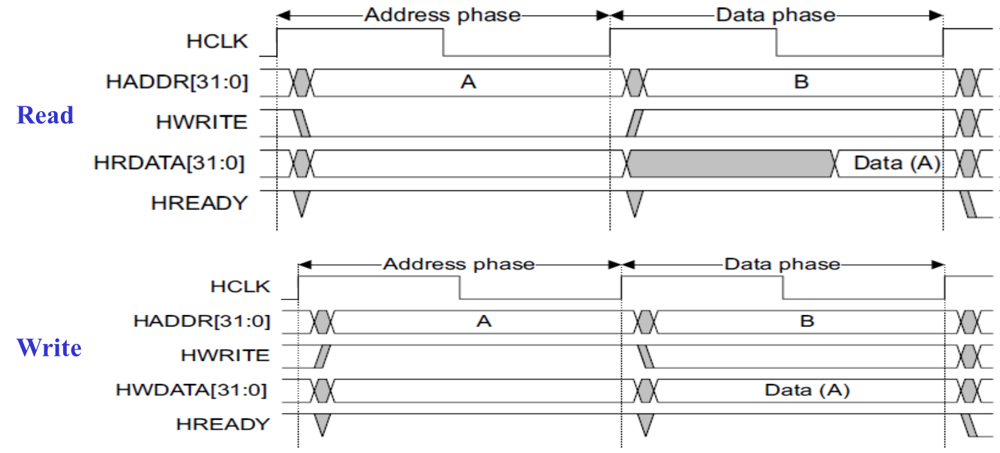 Address phase Data phase
HCLK
HADDR[31:0] A B
Read
HWRITE
HRDATA[31:0] Data (A)
HREADY
Address phase Data phase
HCLK
HADDR[31:0] A B
Write
HWRITE
HWDATA[31:0] Data (A)
HREADY